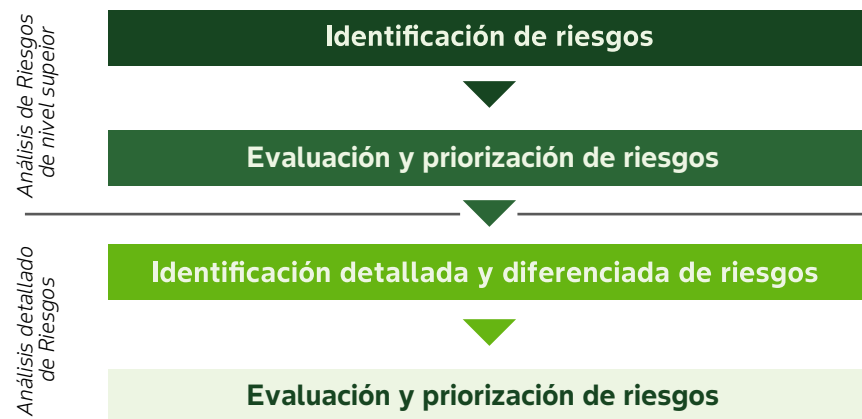 Análisis de Riesgos
de nivel supeior
Identificación de riesgos
Evaluación y priorización de riesgos
Análisis detallado
de Riesgos
Identificación detallada y diferenciada de riesgos
Evaluación y priorización de riesgos